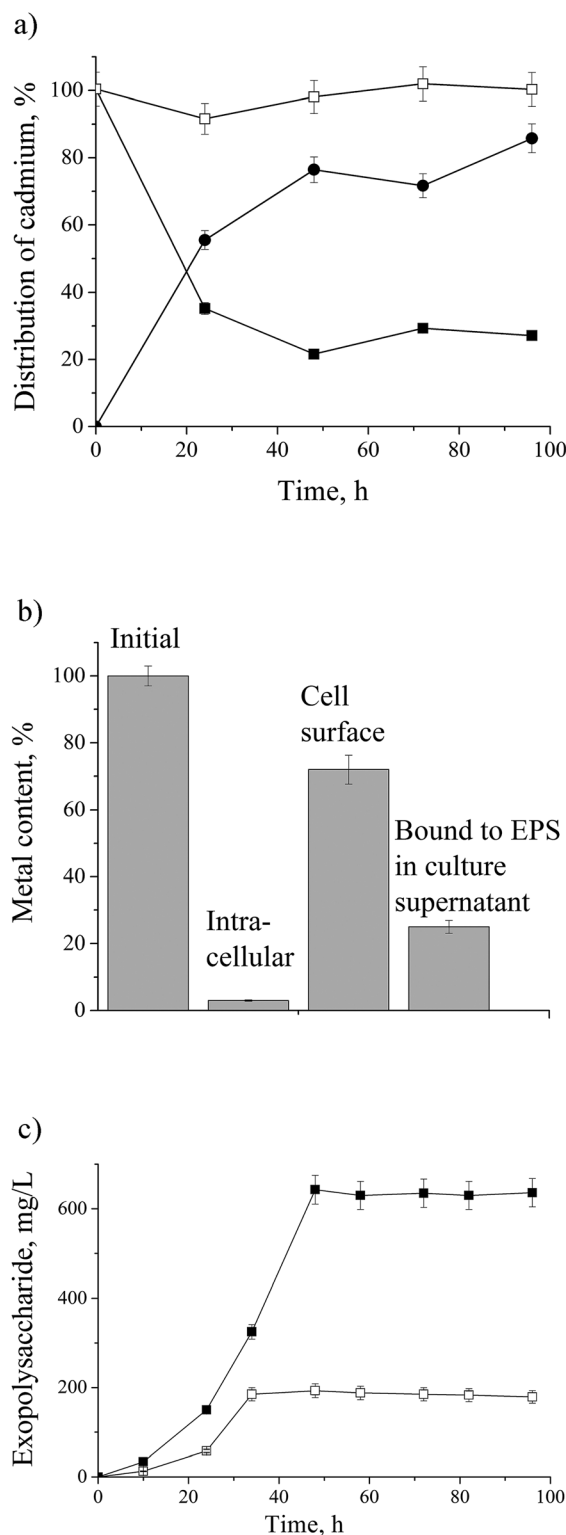 a)
Distribution of cadmium, %
100
80
60
40
20
0
0 20 40 60 80 100
Time, h
b)
Metal content, %
Initial
100
80
60
40
20
0
Intra-
cellular
Cell
surface
Bound to EPS
in culture
supernatant
c)
Exopolysaccharide, mg/L
600
400
200
0
0 20 40 60 80 100
Time, h